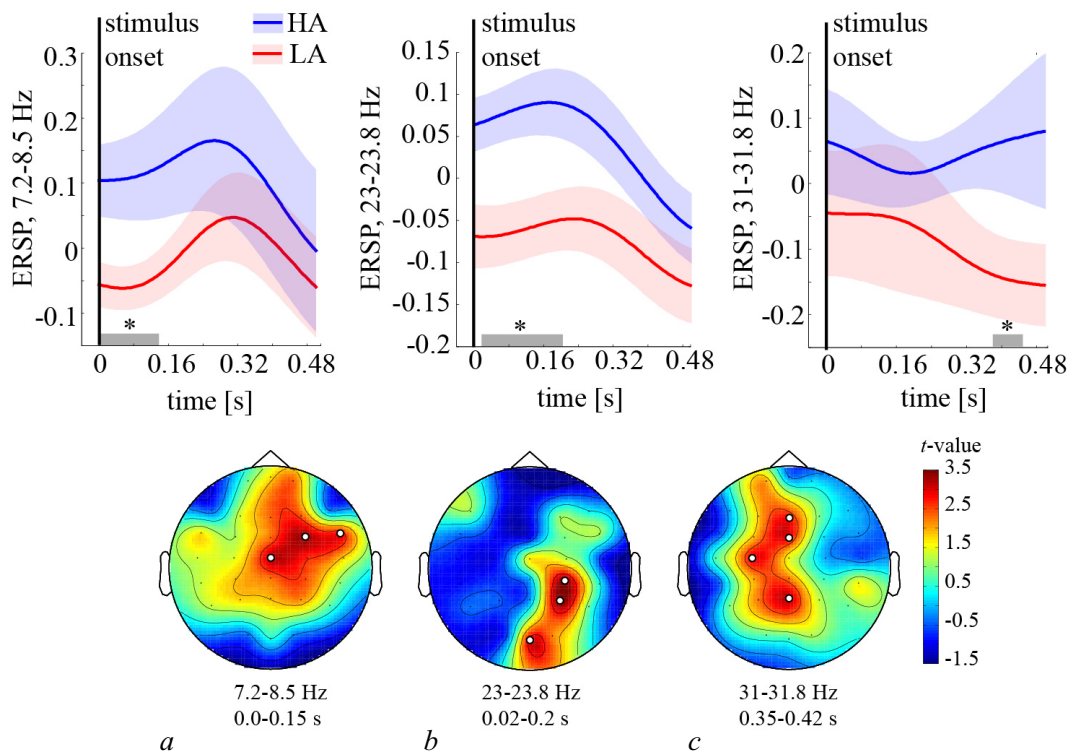 stimulus
onset
HA
LA
ERSP, 7.2-8.5 Hz
0.3
0.2
0.1
0
-0.1
*
0 0.16 0.32 0.48
time [s]
stimulus
onset
ERSP, 23-23.8 Hz
0.15
0.1
0.05
0
-0.05
-0.1
-0.15
-0.2
*
0 0.16 0.32 0.48
time [s]
stimulus
onset
ERSP, 31-31.8 Hz
0.2
0.1
0
-0.1
-0.2
*
0 0.16 0.32 0.48
time [s]
t-value
3.5
2.5
1.5
0.5
-0.5
-1.5
7.2-8.5 Hz
0.0-0.15 s
a
23-23.8 Hz
0.02-0.2 s
b
31-31.8 Hz
0.35-0.42 s
c